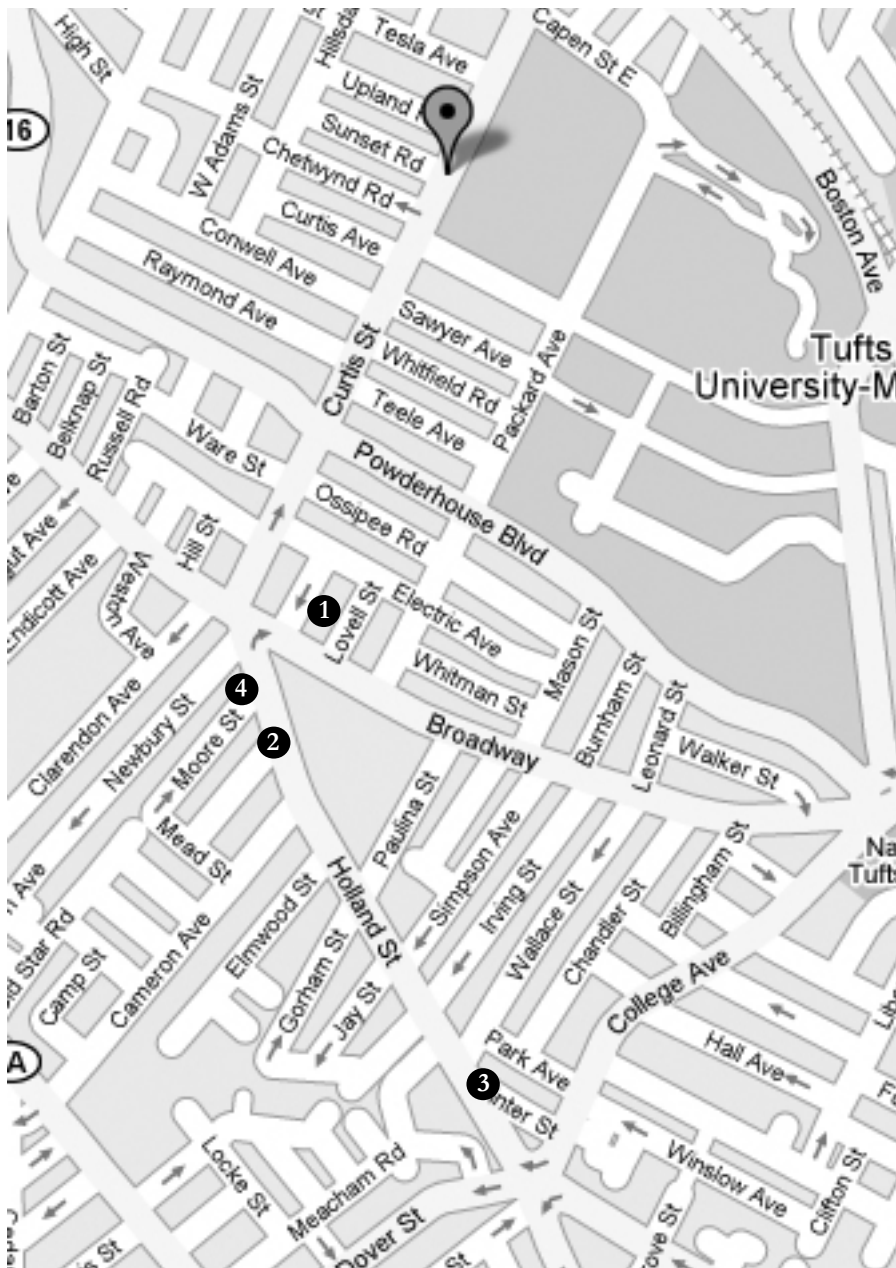 High St
Tesla Ave
Capen St E
16
W Adams St
Upland
Sunset Rd
Chetwynd Rd
Curtis Ave
Conwell Ave
Raymond Ave
Boston Ave
Sawyer Ave
Whitfield Rd
Teele Ave
Curtis St
Packard Ave
Tufts
University-M
Barton St
Belknap St
Russell Rd
Ware St
Powderhouse Blvd
Ossipee Rd
Hill St
Weston Ave
1
Lovell St
Electric Ave
Whitman St
Mason St
Burnham St
Leonard St
Walker St
4
2
Broadway
Clarendon Ave
Newbury St
Moore St
Mead St
Paulina St
Simpson Ave
Irving St
Wallace St
Chandler St
Billingham St
Na
Tufts
Holland St
Elmwood St
Gorham St
Jay St
Camp St
Cameron Ave
College Ave
Hall Ave
A
Park Ave
3
nter St
Winslow Ave
Clifton St
Locke St
Meacham Rd
Dover St